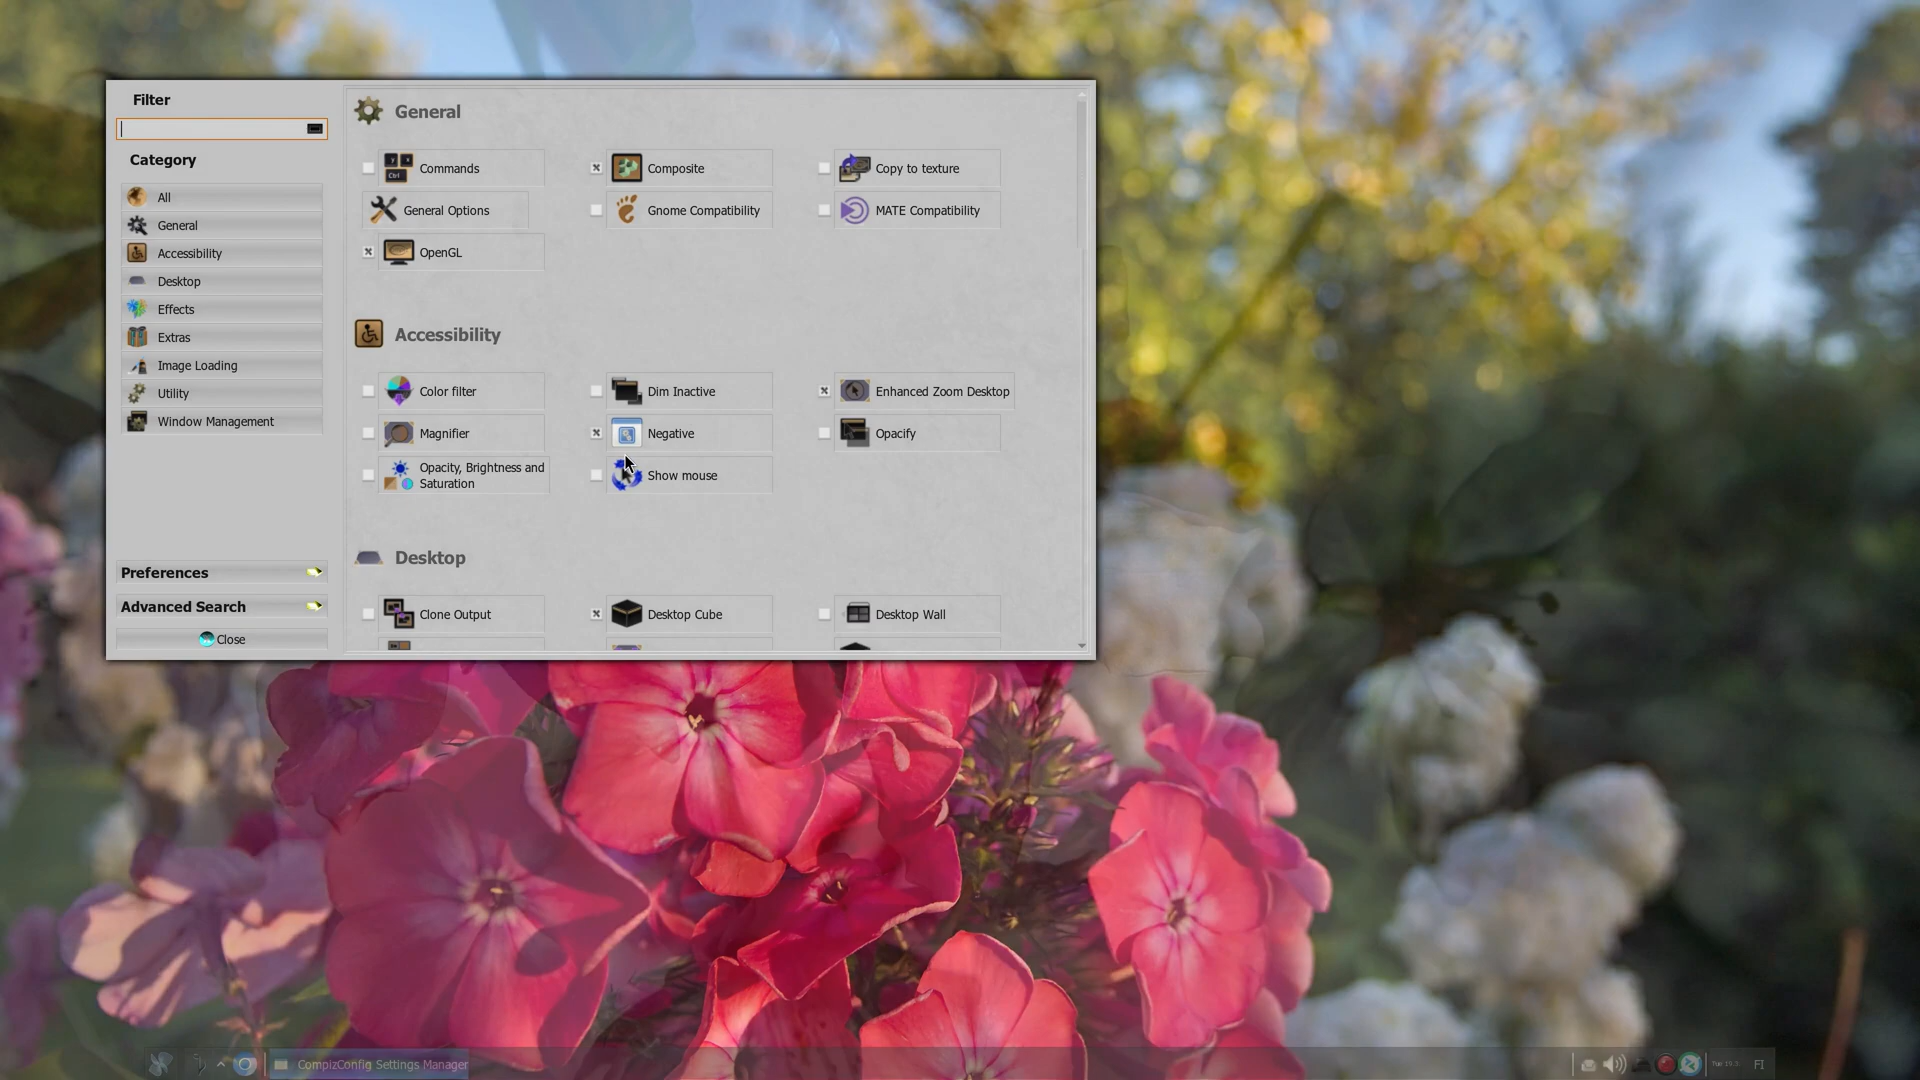 Filter
Category
All
General
Accessibility
Desktop
Effects
Extras
Image Loading
Utility
Window Management
Preferences
Advanced Search
Close
General
Commands
Composite
Copy to texture
General Options
Gnome Compatibility
MATE Compatibility
OpenGL
Accessibility
Color filter
Dim Inactive
Enhanced Zoom Desktop
Magnifier
Negative
Opacify
Opacity, Brightness and
Saturation
Show mouse
Desktop
Clone Output
Desktop Cube
Desktop Wall
CompizConfig Settings Manager
FI